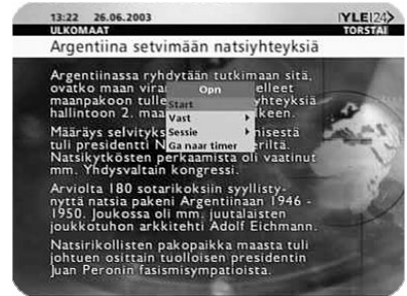 13:22 26.06.2003 YLE24
ULKOMAAT TORSTAI
Argentiina setvimään natsiyhteyksiä
Argentiinassa ryhdytään tutkimaan sitä,
ovatko maan vira elleet
maanpakoon tulle yhteyksiä
hallintoon 2. maa keen.
Määräys selvityks nisestä
tuli presidentti N eriltä.
Natsikytkösten perkaamista oli vaatinut
mm. Yhdysvaltain kongressi.
Arviolta 180 sotarikoksiin syyllisty-
nyttä natsia pakeni Argentiinaan 1946 -
1950. Joukossa oli mm. juutalaisten
joukkotuhon arkkitehti Adolf Eichmann.
Natsirikollisten pakopaikka maasta tuli
johtuen osittain tuolloisen presidentin
Juan Peronin fasismisympatioista.
Opn
Start
Vast
Sessie
Ga naar timer